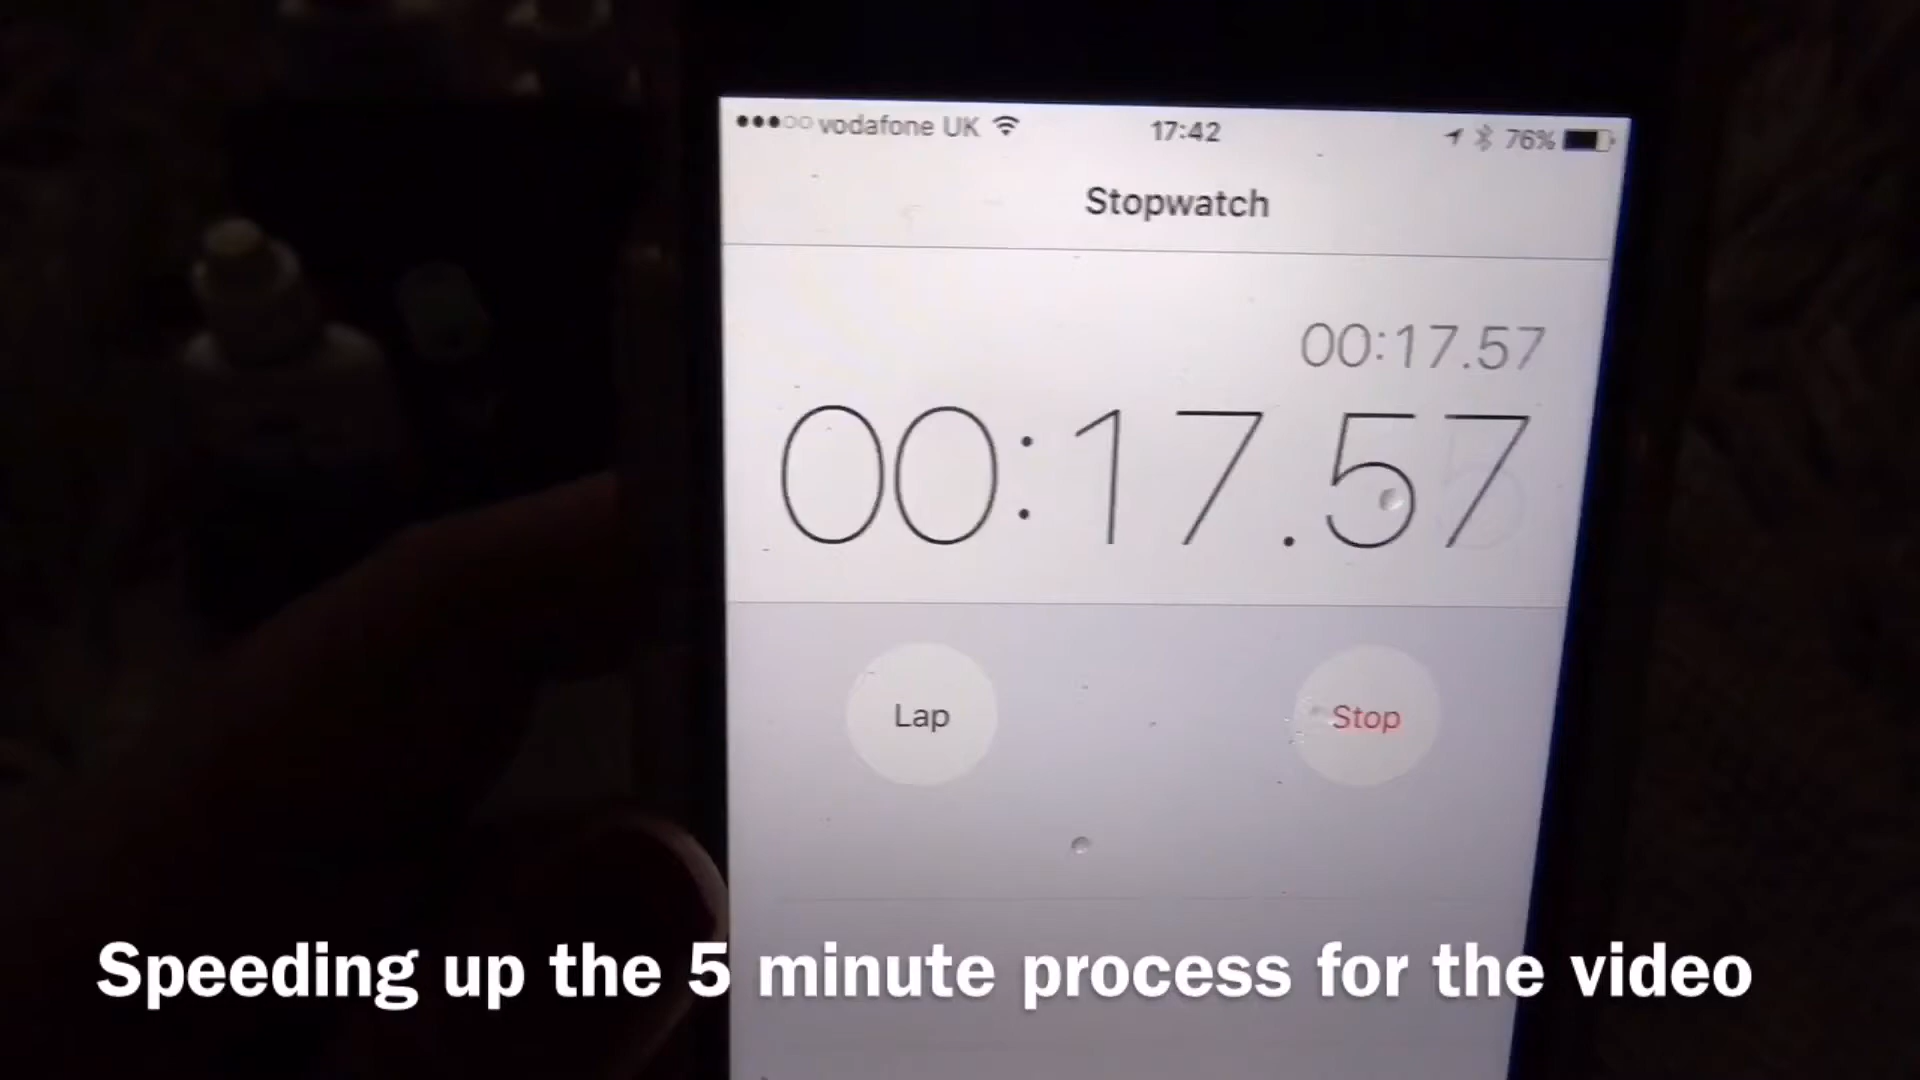 vodafone UK 17:42 76%
Stopwatch
00:17.57
00:17.57
Lap Stop
Speeding up the 5 minute process for the video